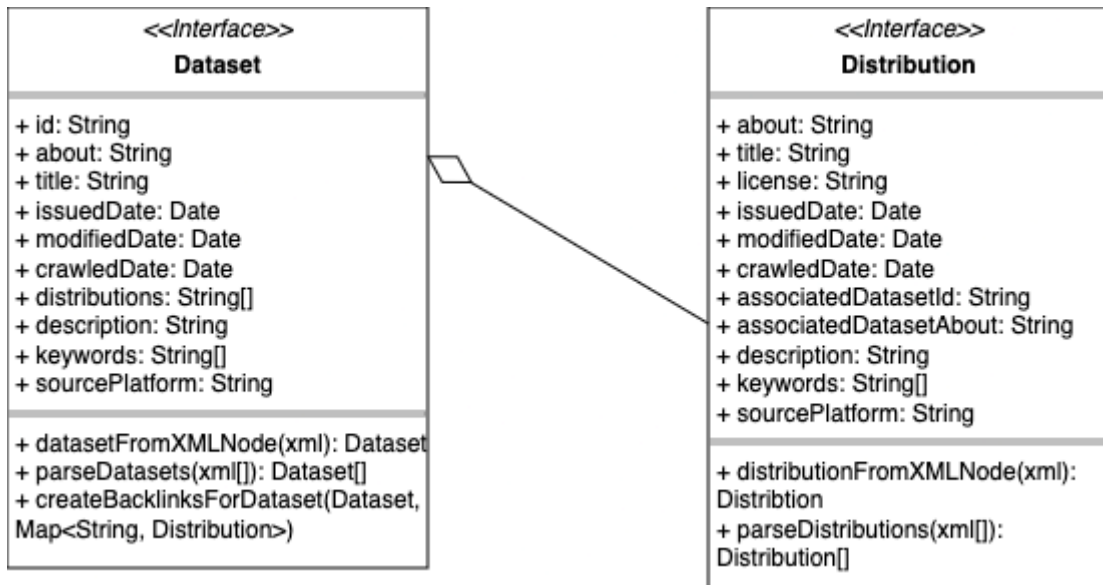 <<Interface>>
Dataset
+ id: String
+ about: String
+ title: String
+ issuedDate: Date
+ modifiedDate: Date
+ crawledDate: Date
+ distributions: String[]
+ description: String
+ keywords: String[]
+ sourcePlatform: String
+ datasetFromXMLNode(xml): Dataset
+ parseDatasets(xml[]): Dataset[]
+ createBacklinksForDataset(Dataset,
Map<String, Distribution>)
<<Interface>>
Distribution
+ about: String
+ title: String
+ license: String
+ issuedDate: Date
+ modifiedDate: Date
+ crawledDate: Date
+ associatedDatasetId: String
+ associatedDatasetAbout: String
+ description: String
+ keywords: String[]
+ sourcePlatform: String
+ distributionFromXMLNode(xml):
Distribtion
+ parseDistributions(xml[]):
Distribution[]